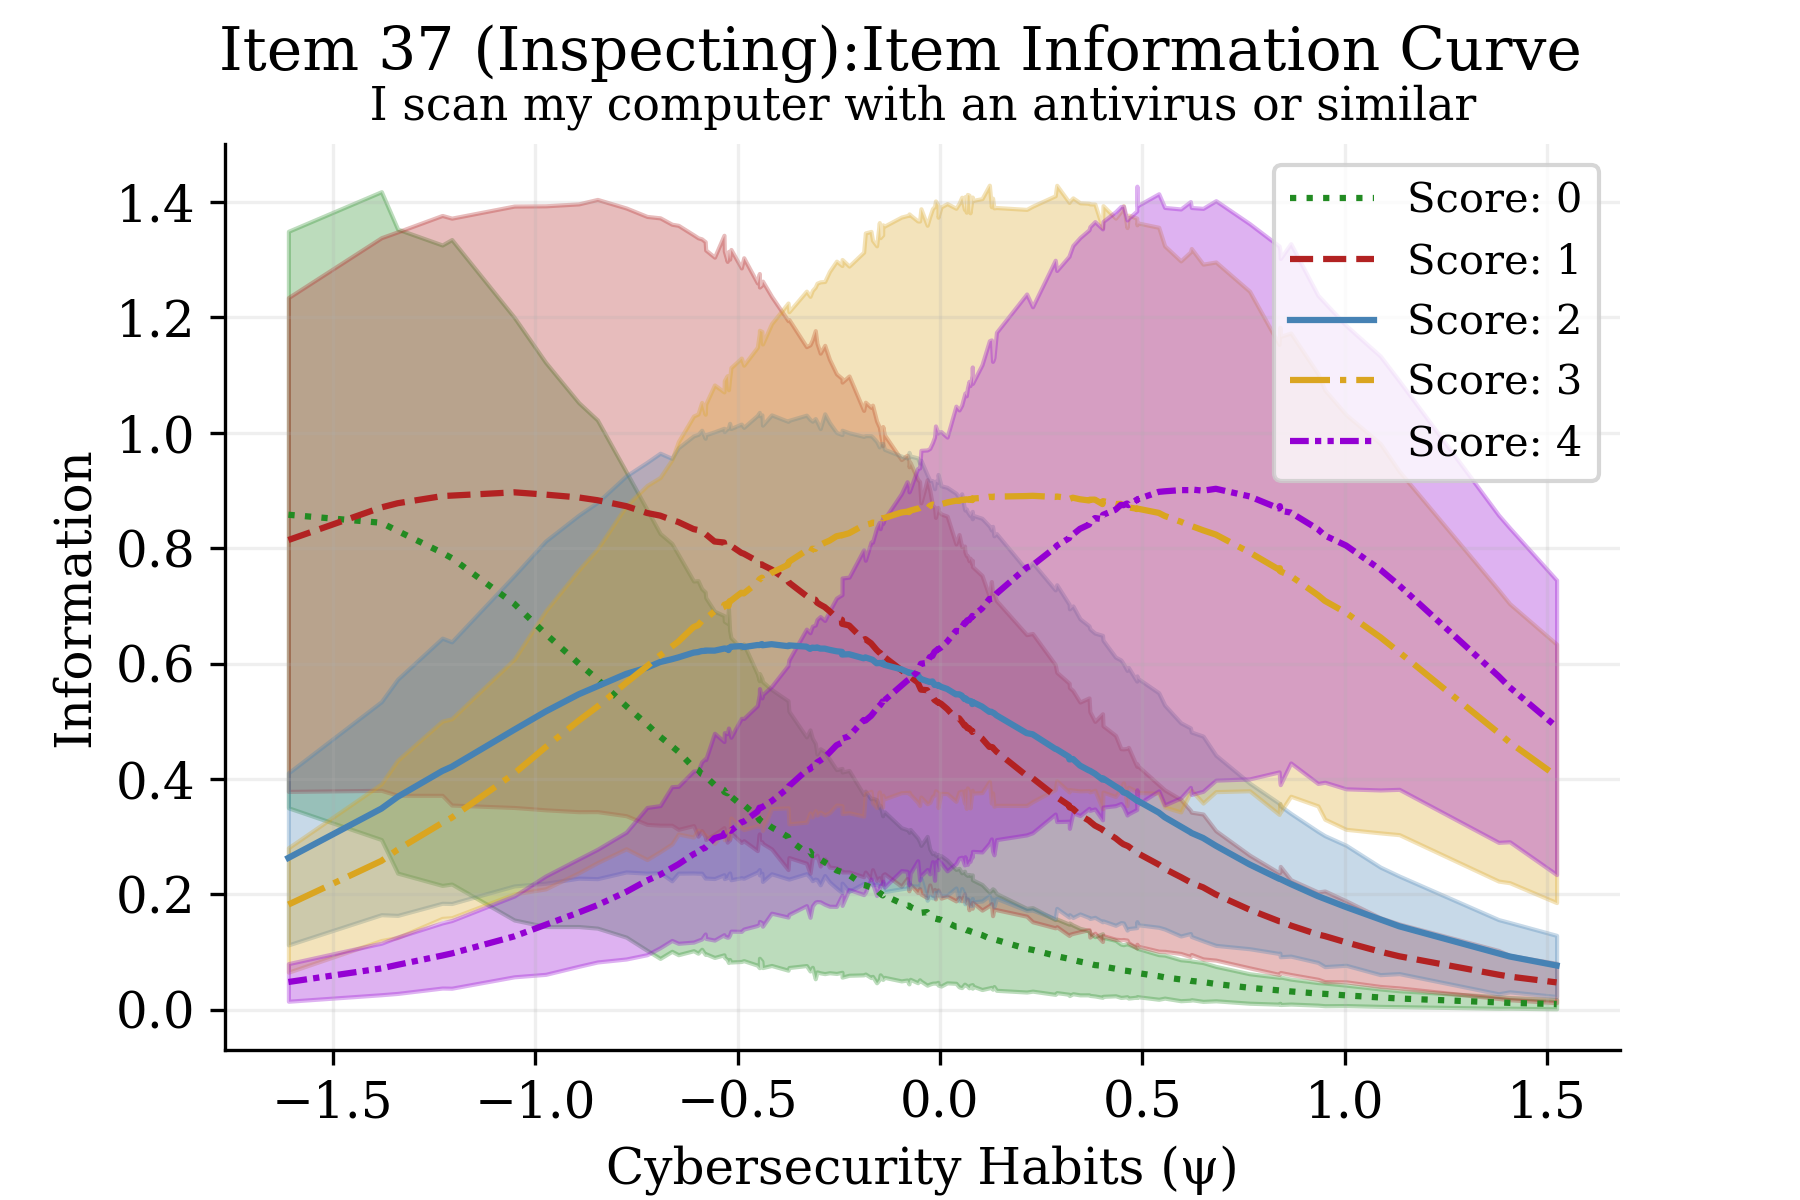 Item 37 (Inspecting):Item Information Curve
I scan my computer with an antivirus or similar
Score: 0
Score: 1
Score: 2
Score: 3
Score: 4
Information
1.4
1.2
1.0
0.8
0.6
0.4
0.2
0.0
−1.5 −1.0 −0.5 0.0 0.5 1.0 1.5
Cybersecurity Habits (ψ)